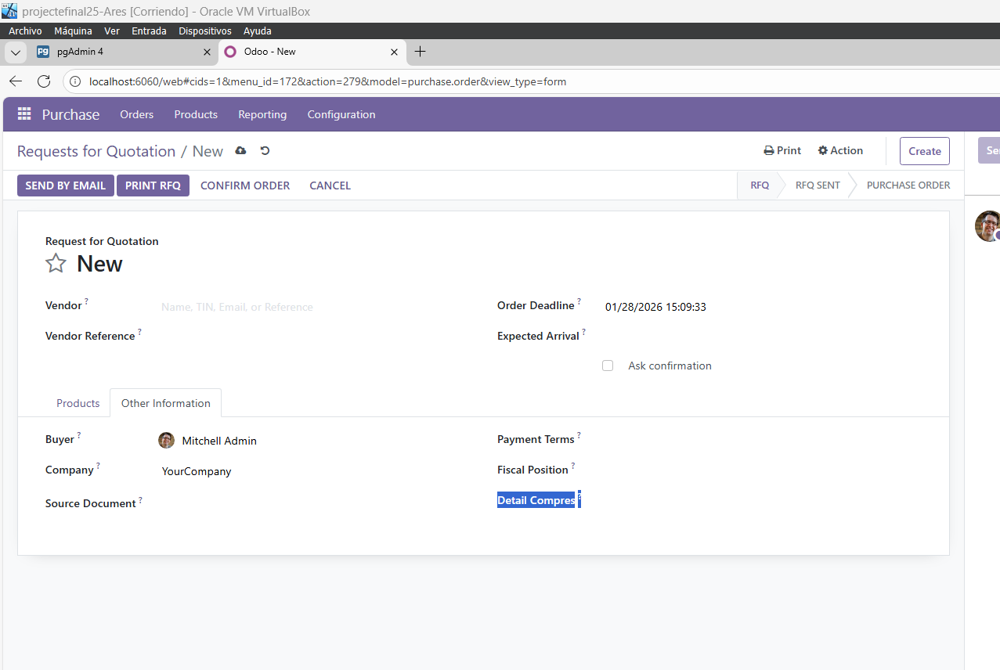 projectefinal25-Ares [Corriendo] - Oracle VM VirtualBox
Archivo Máquina Ver Entrada Dispositivos Ayuda
pgAdmin 4 Odoo - New
localhost:6060/web#cids=1&menu_id=172&action=279&model=purchase.order&view_type=form
Purchase Orders Products Reporting Configuration
Requests for Quotation / New Print Action Create
SEND BY EMAIL PRINT RFQ CONFIRM ORDER CANCEL RFQ RFQ SENT PURCHASE ORDER
Request for Quotation
New
Vendor ? Name, TIN, Email, or Reference Order Deadline ? 01/28/2026 15:09:33
Vendor Reference ? Expected Arrival ?
Ask confirmation
Products Other Information
Buyer ? Mitchell Admin Payment Terms ?
Company ? YourCompany Fiscal Position ?
Source Document ? Detail Compres ?